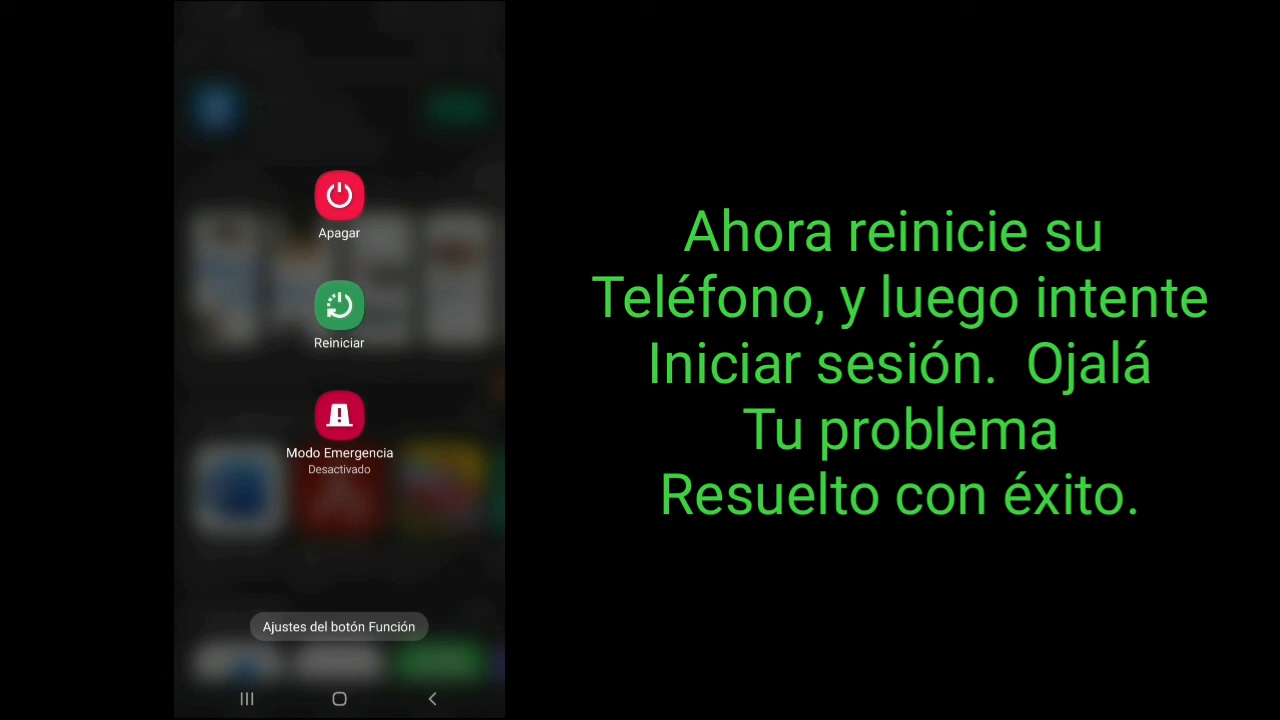 Apagar
Reiniciar
Modo Emergencia
Desactivado
Ajustes del botón Función
Ahora reinicie su
Teléfono, y luego intente
Iniciar sesión. Ojalá
Tu problema
Resuelto con éxito.